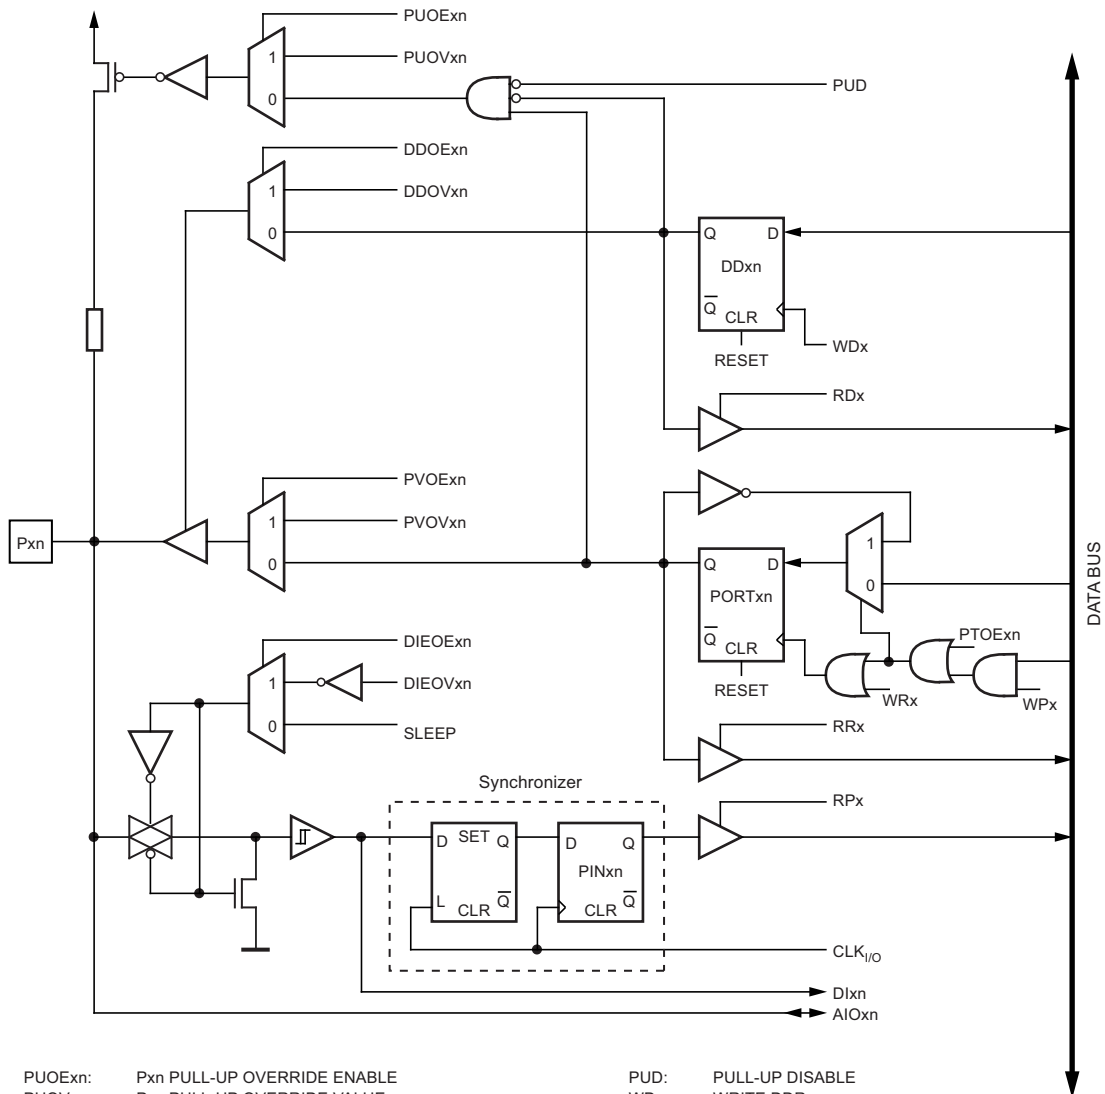 PUOExn
1
PUOVxn
0
PUD
DDOExn
1
DDOVxn
0
Q D
DDxn
Q
CLR
RESET
WDx
RDx
PVOExn
1
PVOVxn
0
Pxn
1
0
Q D
PORTxn
Q
CLR
RESET
PTOExn
WRx
WPx
DATA BUS
DIEOExn
1
DIEOVxn
0
SLEEP
RRx
Synchronizer
RPx
D SET Q
L
CLR
Q
D Q
PINxn
CLR
Q
CLKI/O
DIxn
AIOxn
PUOExn: Pxn PULL-UP OVERRIDE ENABLE
PUD: PULL-UP DISABLE